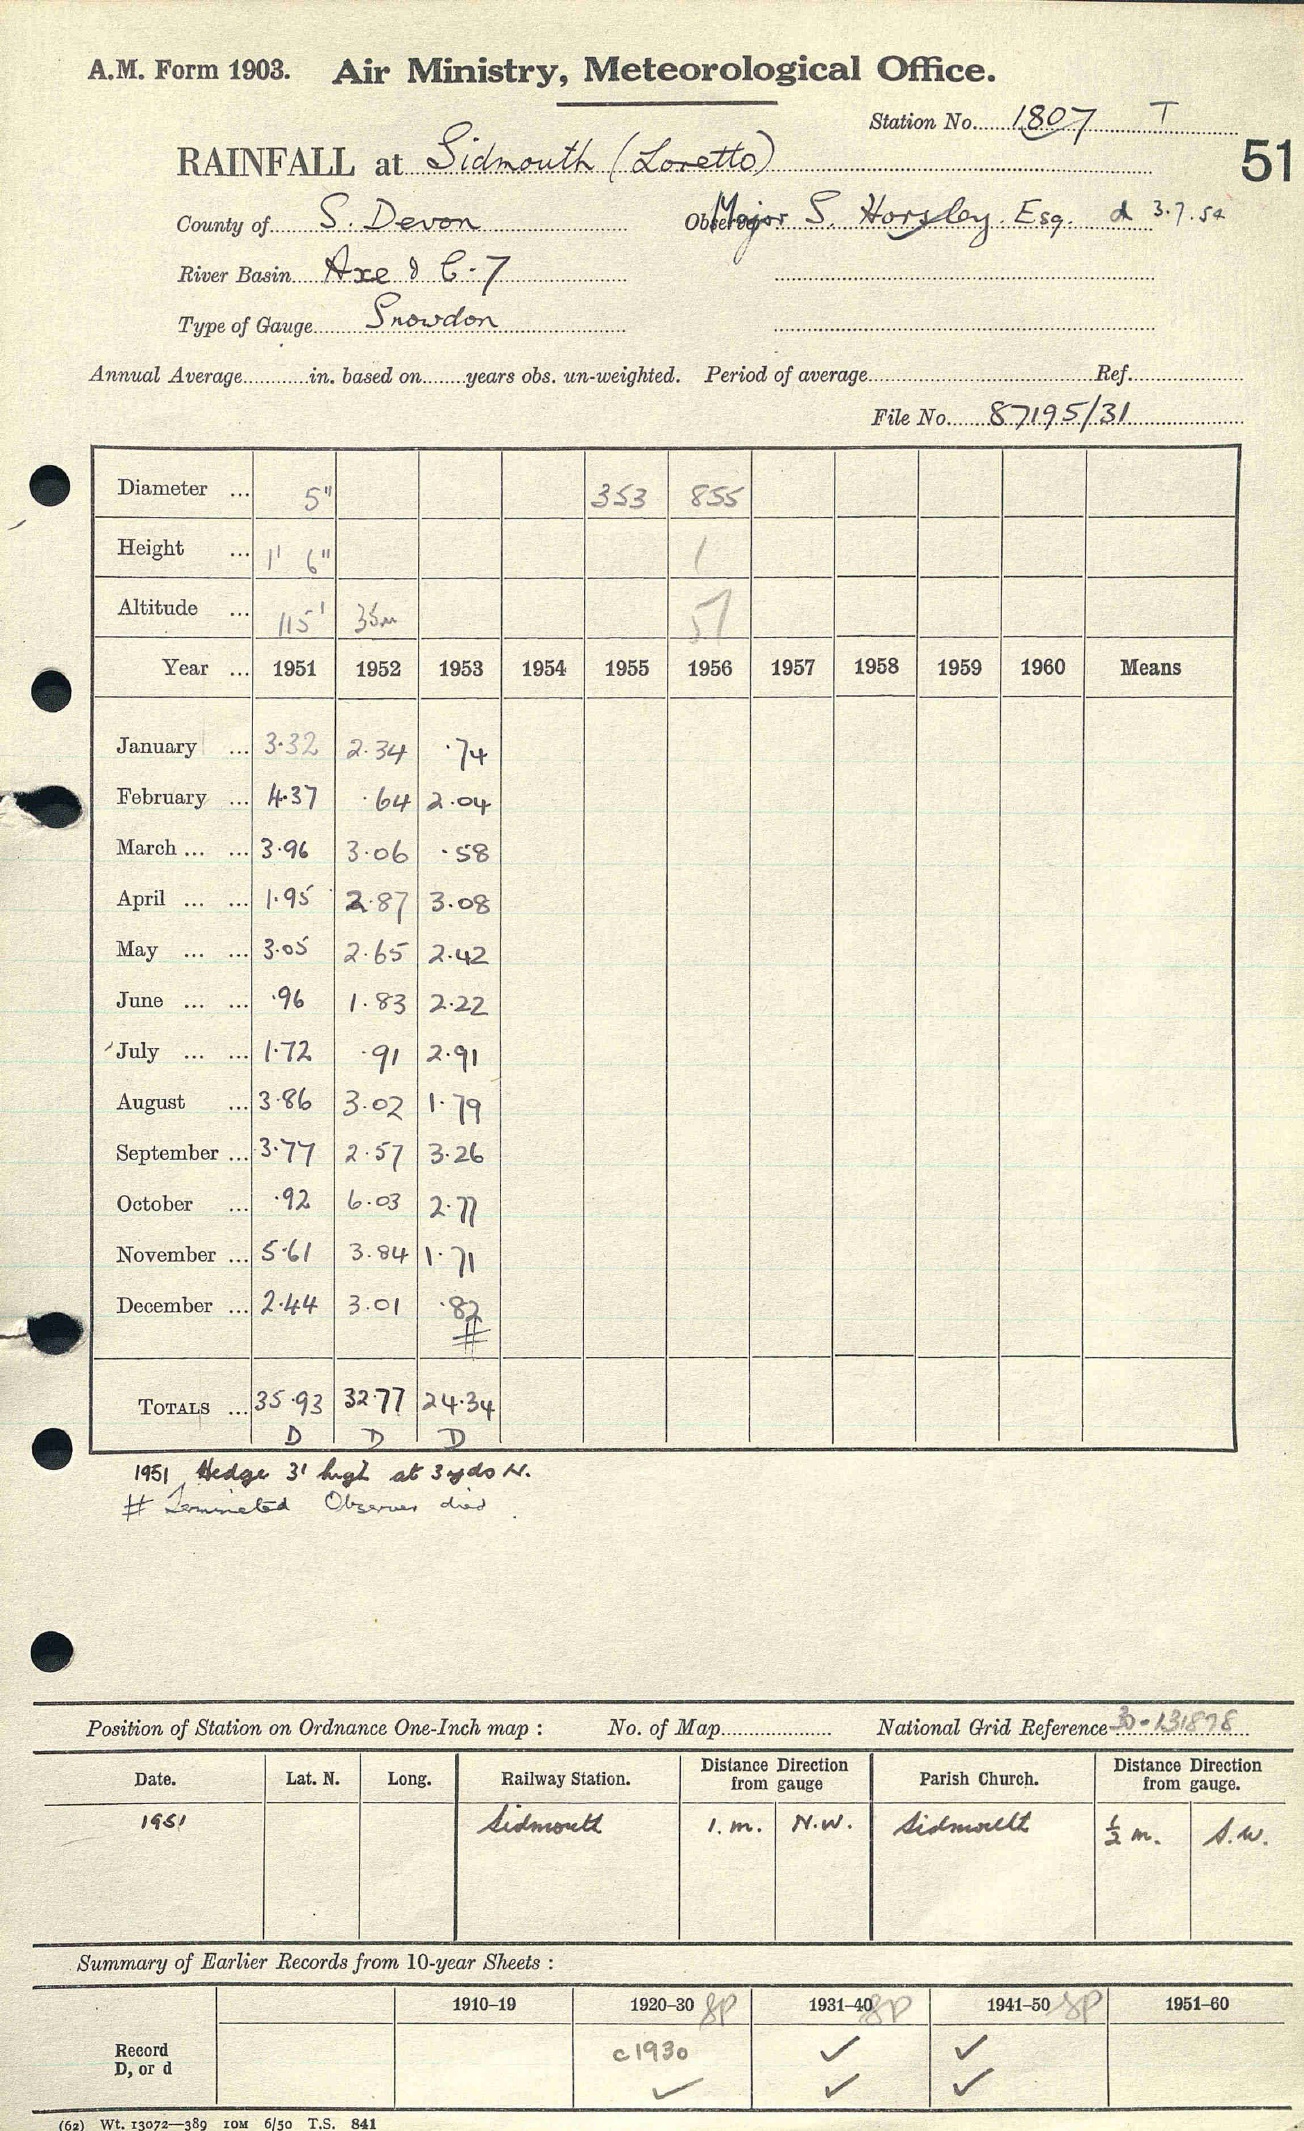 A.M. Form 1903. Air Ministry, Meteorological Office.
Station No. 1807 T
RAINFALL at Sidmouth (Loretto)
51
County of S. Devon Observer Major S. Horsley. Esq. d 3.7.54
River Basin Axe & C-7
Type of Gauge Snowdon
Annual Average in. based on years obs. un-weighted. Period of average Ref.
File No. 87195/31
Diameter ... 5" 353 855
Height ... 1' 6" 1
Altitude ... 115' 35m 51
Year ... 1951 1952 1953 1954 1955 1956 1957 1958 1959 1960 Means
January ... 3.32 2.34 .74
February ... 4.37 .64 2.04
March ... ... 3.96 3.06 .58
April ... ... 1.95 2.87 3.08
May ... ... 3.05 2.65 2.42
June ... ... .96 1.83 2.22
July ... ... 1.72 .91 2.91
August ... 3.86 3.02 1.79
September ... 3.77 2.57 3.26
October ... .92 6.03 2.77
November ... 5.61 3.84 1.71
December ... 2.44 3.01 .82
#
TOTALS ... 35.93 32.77 24.34
D D D
1951 Hedge 3' high at 3 yds N.
# Terminated Observer died
Position of Station on Ordnance One-Inch map : No. of Map National Grid Reference 30-131878
Date. Lat. N. Long. Railway Station. Distance Direction from gauge Parish Church. Distance Direction from gauge.
1951 Sidmouth 1. m. N.W. Sidmouth ½ m. S.W.
Summary of Earlier Records from 10-year Sheets :
1910–19 1920–30 SP 1931–40 SP 1941–50 SP 1951–60
Record D, or d c1930 ✓ ✓
✓ ✓ ✓
(62) Wt. 13072—389 10M 6/50 T.S. 841